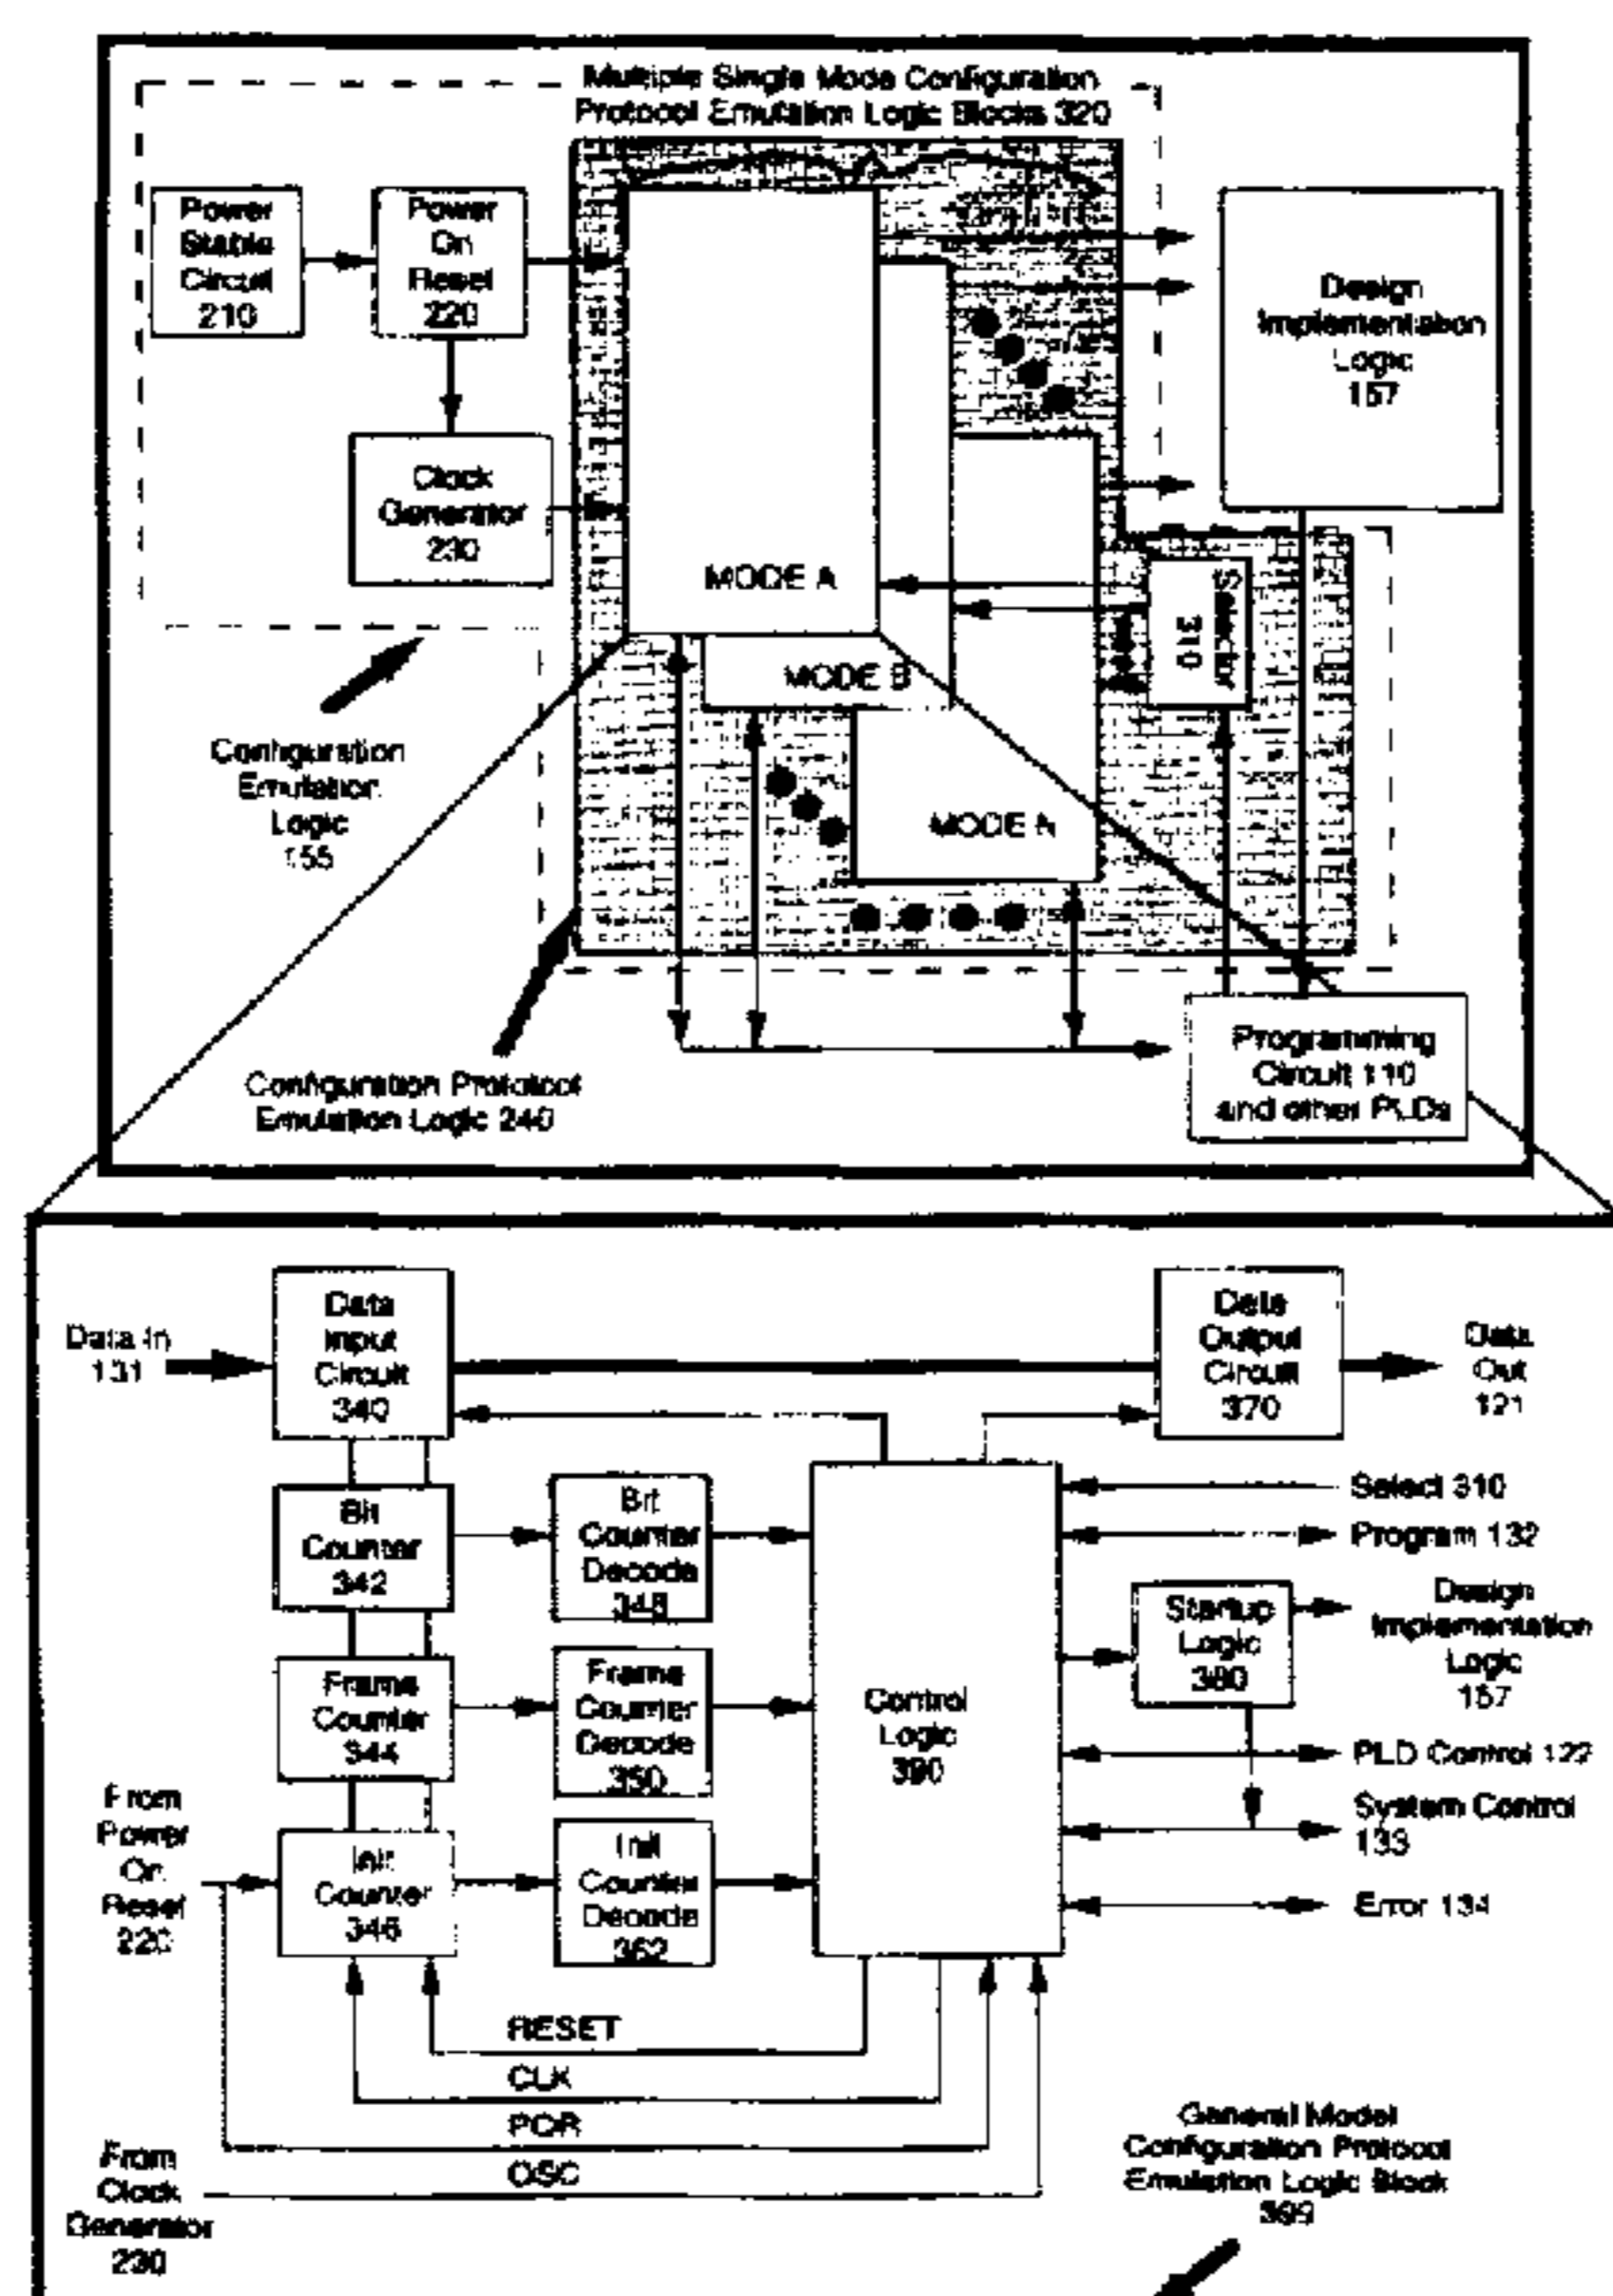 Multiple Single Mode Configuration
Protocol Emulation Logic Blocks 320
Power
Stable
Circuit
210
Power
On
Reset
220
Design
Implementation
Logic
157
Clock
Generator
230
MODE A
Select
310
MODE B
Configuration
Emulation
Logic
155
MODE N
Configuration Protocol
Emulation Logic 240
Programming
Circuit 110
and other PLDs
Data In
131
Data
Input
Circuit
340
Data
Output
Circuit
370
Data
Out
121
Bit
Counter
342
Bit
Counter
Decode
348
Select 310
Program 132
Startup
Logic
380
Design
Implementation
Logic
157
Frame
Counter
344
Frame
Counter
Decode
350
Control
Logic
390
PLD Control 122
System Control
133
From
Power
On
Reset
220
Init
Counter
346
Init
Counter
Decode
352
Error 134
RESET
CLK
POR
OSC
From
Clock
Generator
230
General Model
Configuration Protocol
Emulation Logic Block
399